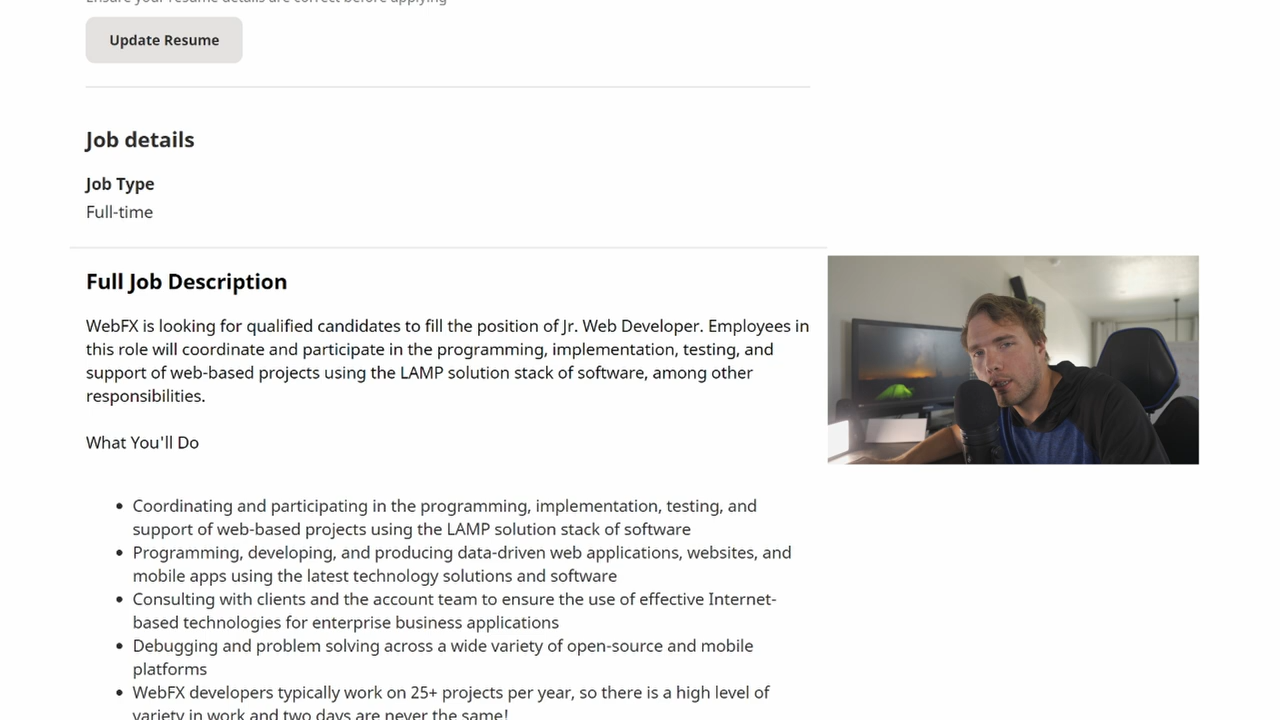 Ensure your resume details are correct before applying
Update Resume
Job details
Job Type
Full-time
Full Job Description
WebFX is looking for qualified candidates to fill the position of Jr. Web Developer. Employees in
this role will coordinate and participate in the programming, implementation, testing, and
support of web-based projects using the LAMP solution stack of software, among other
responsibilities.
What You'll Do
• Coordinating and participating in the programming, implementation, testing, and
support of web-based projects using the LAMP solution stack of software
• Programming, developing, and producing data-driven web applications, websites, and
mobile apps using the latest technology solutions and software
• Consulting with clients and the account team to ensure the use of effective Internet-
based technologies for enterprise business applications
• Debugging and problem solving across a wide variety of open-source and mobile
platforms
• WebFX developers typically work on 25+ projects per year, so there is a high level of
variety in work and two days are never the same!